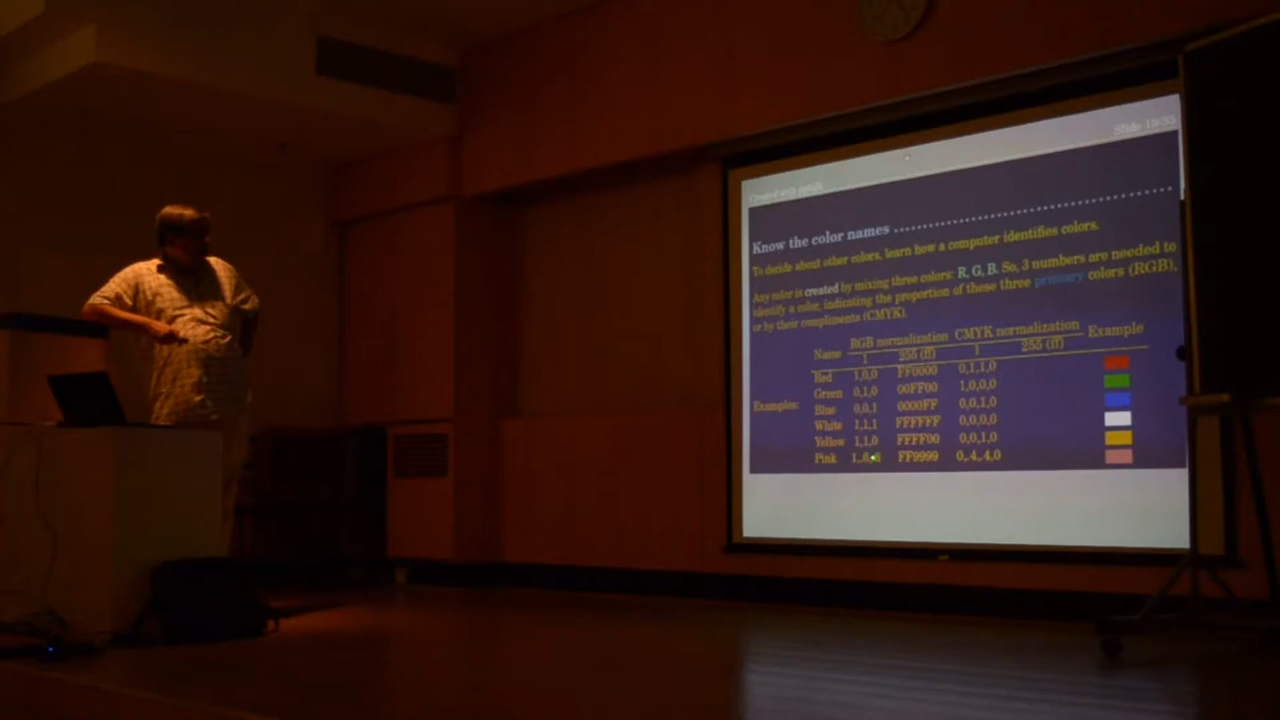 Slide 19/55
Know the color names
To decide about other colors, learn how a computer identifies colors.
Any color is created by mixing three colors: R, G, B. So, 3 numbers are needed to
identify a color, indicating the proportion of these three primary colors (RGB),
or by their compliments (CMYK).
Name RGB normalization CMYK normalization Example
1 255 (ff) 1 255 (ff)
Red 1,0,0 FF0000 0,1,1,0
Green 0,1,0 00FF00 1,0,0,0
Examples: Blue 0,0,1 0000FF 0,0,1,0
White 1,1,1 FFFFFF 0,0,0,0
Yellow 1,1,0 FFFF00 0,0,1,0
Pink FF9999 0,.4,.4,0